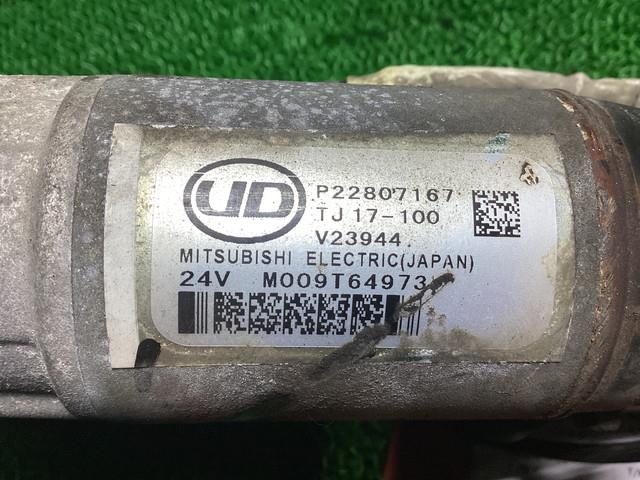 UD
P22807167
TJ17-100
V23944
MITSUBISHI ELECTRIC(JAPAN)
24V M009T64973